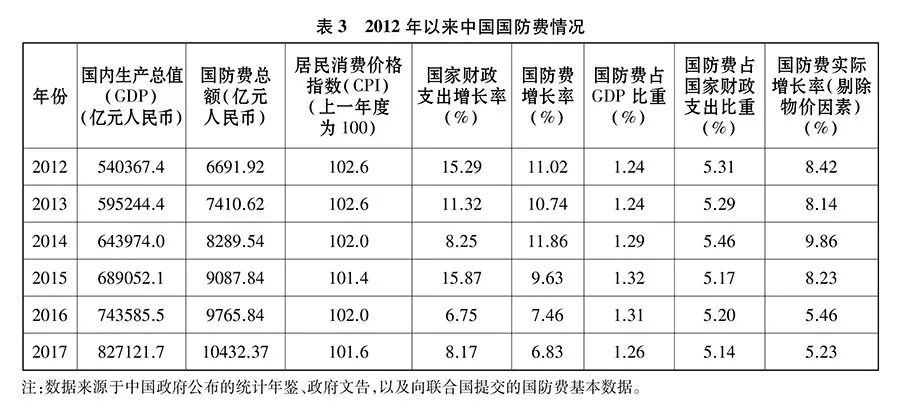 表 3 2012 年以来中国国防费情况
年份 国内生产总值(GDP)(亿元人民币) 国防费总额(亿元人民币) 居民消费价格指数(CPI)(上一年度为100) 国家财政支出增长率(%) 国防费增长率(%) 国防费占GDP比重(%) 国防费占国家财政支出比重(%) 国防费实际增长率(剔除物价因素)(%)
2012 540367.4 6691.92 102.6 15.29 11.02 1.24 5.31 8.42
2013 595244.4 7410.62 102.6 11.32 10.74 1.24 5.29 8.14
2014 643974.0 8289.54 102.0 8.25 11.86 1.29 5.46 9.86
2015 689052.1 9087.84 101.4 15.87 9.63 1.32 5.17 8.23
2016 743585.5 9765.84 102.0 6.75 7.46 1.31 5.20 5.46
2017 827121.7 10432.37 101.6 8.17 6.83 1.26 5.14 5.23
注:数据来源于中国政府公布的统计年鉴、政府文告,以及向联合国提交的国防费基本数据。